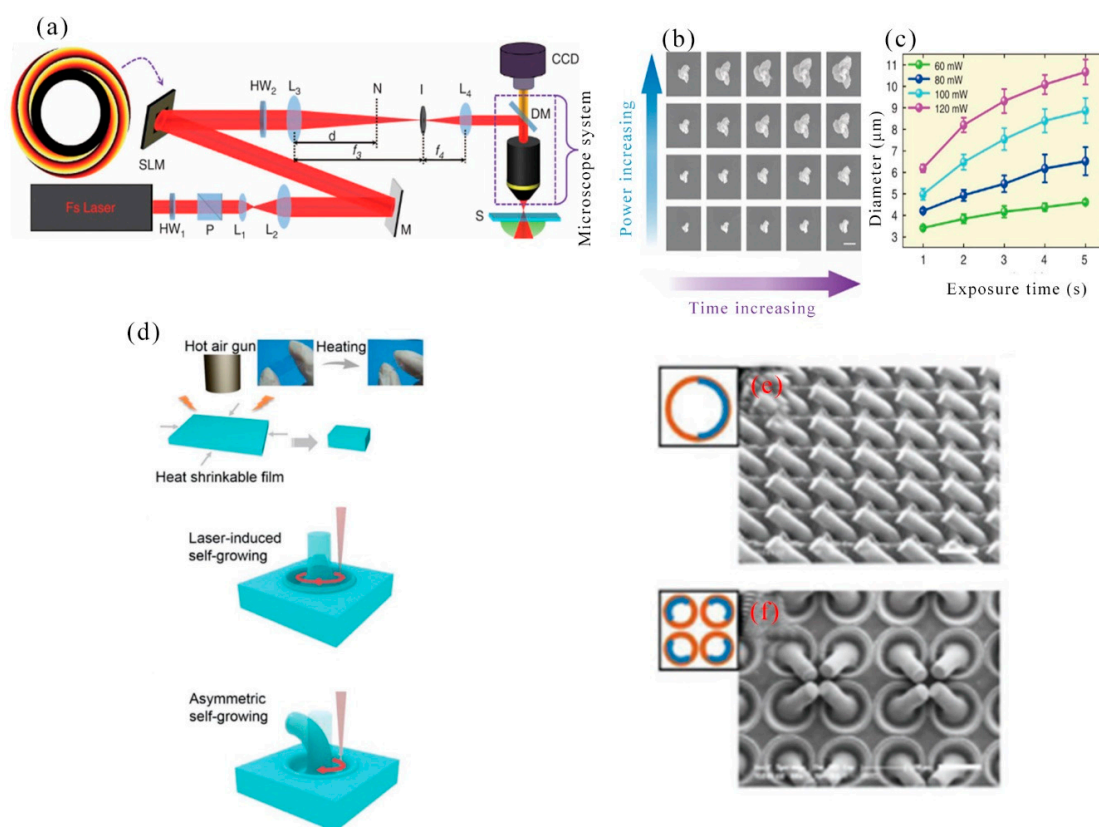 (a)
CCD
HW2
L3
N
I
L4
DM
d
f3
f4
SLM
Fs Laser
HW1
P
L1
L2
M
S
Microscope system
(b)
Power increasing
Time increasing
(c)
11
10
9
8
7
6
5
4
3
60 mW
80 mW
100 mW
120 mW
Diameter (μm)
1 2 3 4 5
Exposure time (s)
(d)
Hot air gun
Heating
Heat shrinkable film
Laser-induced
self-growing
Asymmetric
self-growing
(e)
(f)